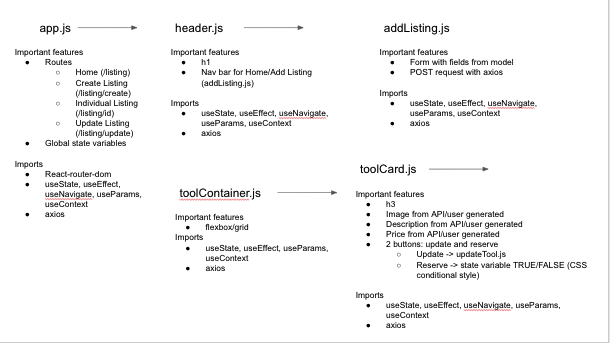 app.js
Important features
● Routes
○ Home (/listing)
○ Create Listing
(/listing/create)
○ Individual Listing
(/listing/id)
○ Update Listing
(/listing/update)
● Global state variables
Imports
● React-router-dom
● useState, useEffect,
useNavigate, useParams,
useContext
● axios
header.js
Important features
● h1
● Nav bar for Home/Add Listing
(addListing.js)
Imports
● useState, useEffect, useNavigate,
useParams, useContext
● axios
addListing.js
Important features
● Form with fields from model
● POST request with axios
Imports
● useState, useEffect, useNavigate,
useParams, useContext
● axios
toolContainer.js
Important features
● flexbox/grid
Imports
● useState, useEffect, useParams,
useContext
● axios
toolCard.js
Important features
● h3
● Image from API/user generated
● Description from API/user generated
● Price from API/user generated
● 2 buttons: update and reserve
○ Update -> updateTool.js
○ Reserve -> state variable TRUE/FALSE (CSS
conditional style)
Imports
● useState, useEffect, useNavigate, useParams,
useContext
● axios